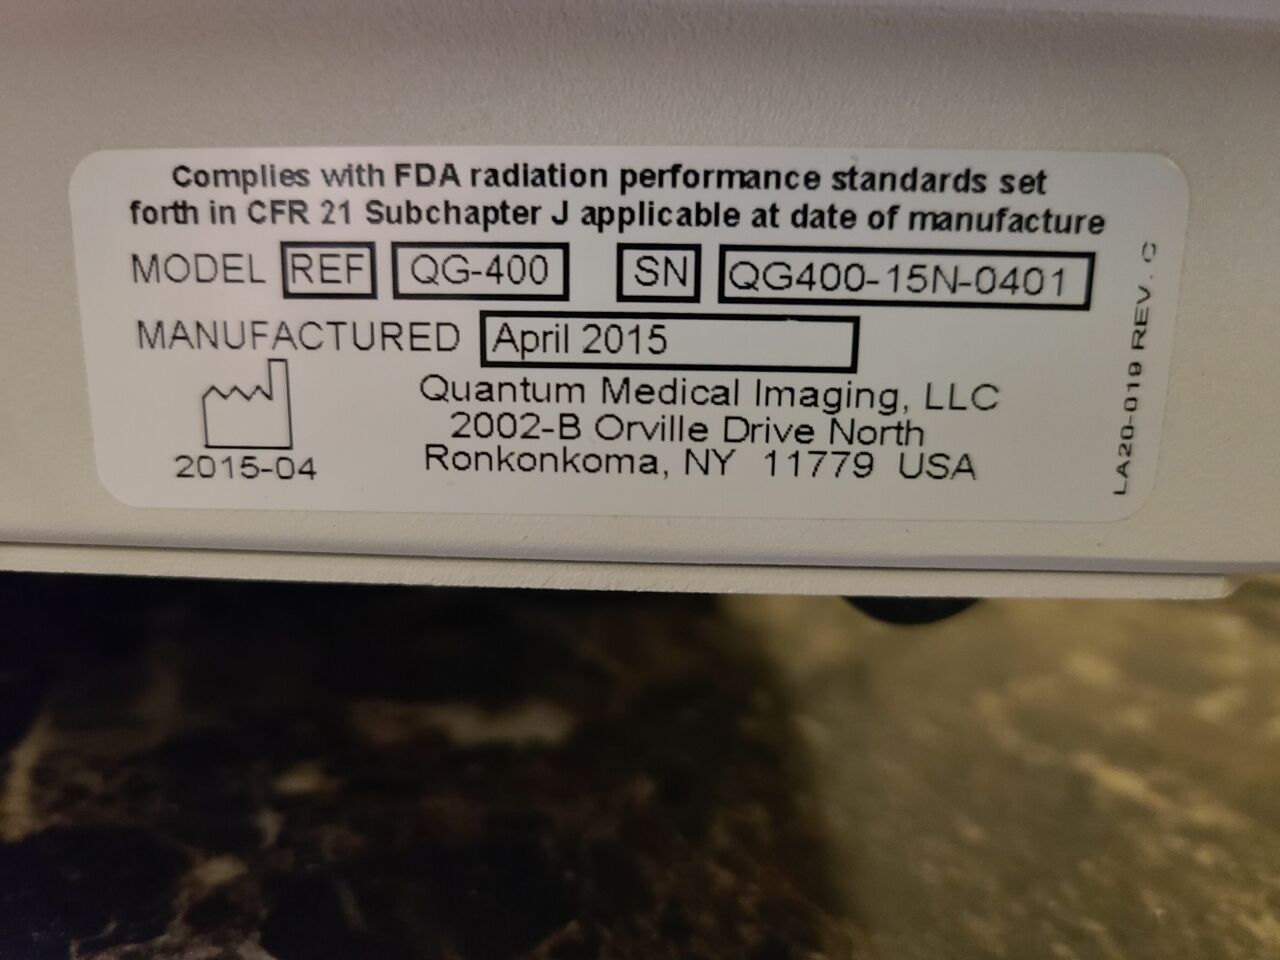 Complies with FDA radiation performance standards set
forth in CFR 21 Subchapter J applicable at date of manufacture
MODEL REF QG-400 SN QG400-15N-0401
MANUFACTURED April 2015
2015-04
Quantum Medical Imaging, LLC
2002-B Orville Drive North
Ronkonkoma, NY 11779 USA
LA20-019 REV. C